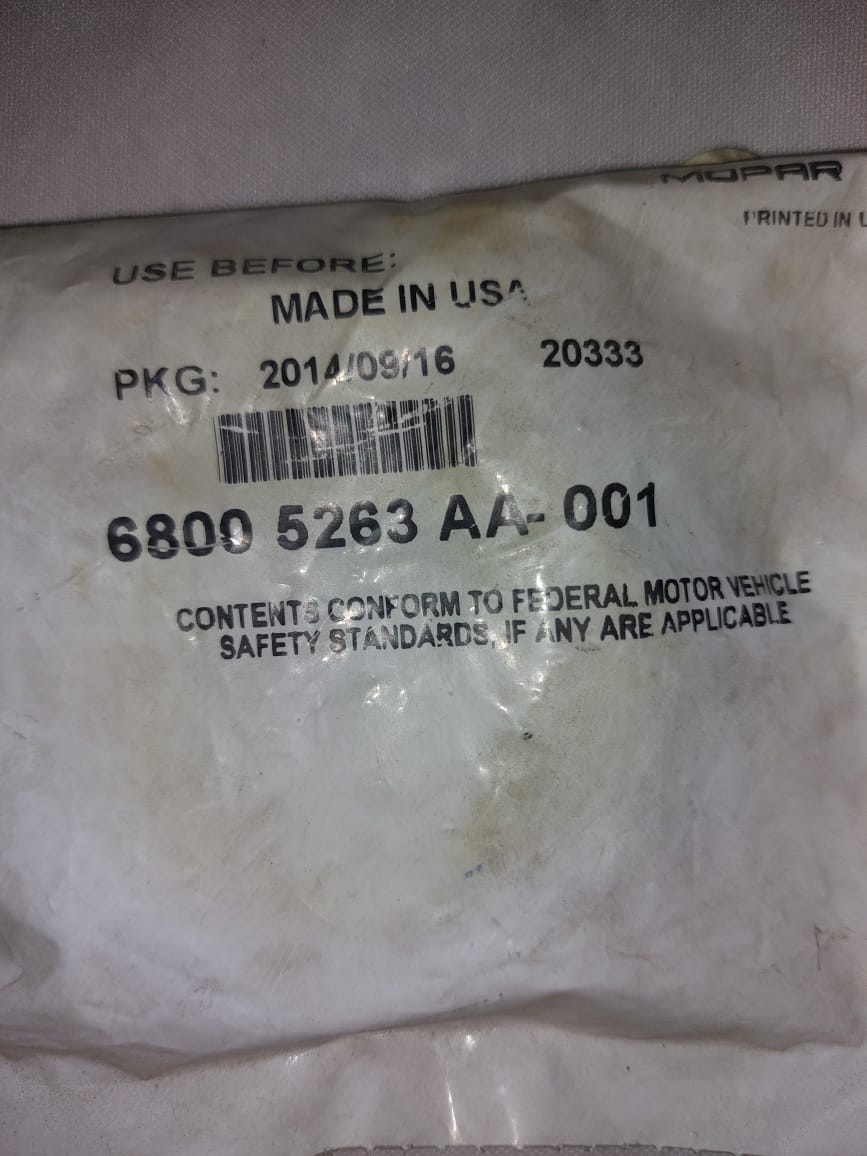 MOPAR
PRINTED IN U
USE BEFORE:
MADE IN USA
PKG: 2014/09/16 20333
6800 5263 AA- 001
CONTENTS CONFORM TO FEDERAL MOTOR VEHICLE
SAFETY STANDARDS, IF ANY ARE APPLICABLE